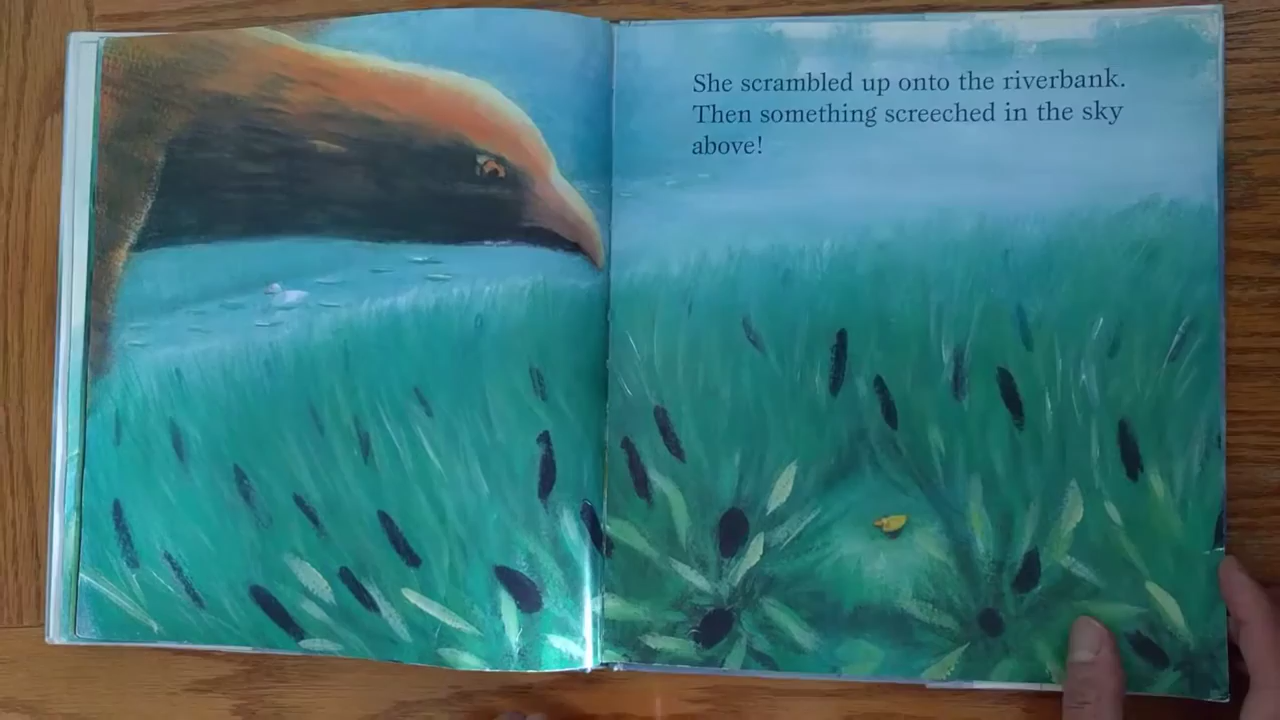 She scrambled up onto the riverbank.
Then something screeched in the sky
above!